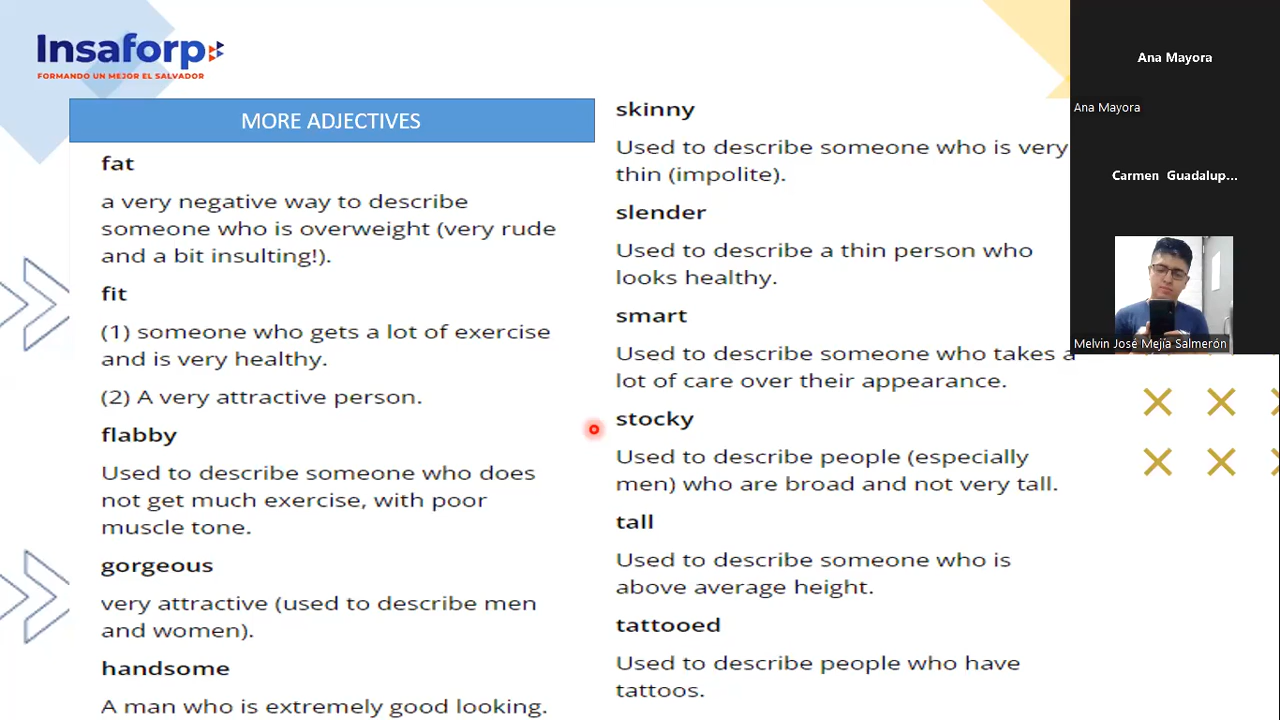 Insaforp
FORMANDO UN MEJOR EL SALVADOR
MORE ADJECTIVES
fat
a very negative way to describe
someone who is overweight (very rude
and a bit insulting!).
fit
(1) someone who gets a lot of exercise
and is very healthy.
(2) A very attractive person.
flabby
Used to describe someone who does
not get much exercise, with poor
muscle tone.
gorgeous
very attractive (used to describe men
and women).
handsome
A man who is extremely good looking.
skinny
Used to describe someone who is very
thin (impolite).
slender
Used to describe a thin person who
looks healthy.
smart
Used to describe someone who takes a
lot of care over their appearance.
stocky
Used to describe people (especially
men) who are broad and not very tall.
tall
Used to describe someone who is
above average height.
tattooed
Used to describe people who have
tattoos.
Ana Mayora
Ana Mayora
Carmen Guadalup...
Melvin José Mejía Salmerón